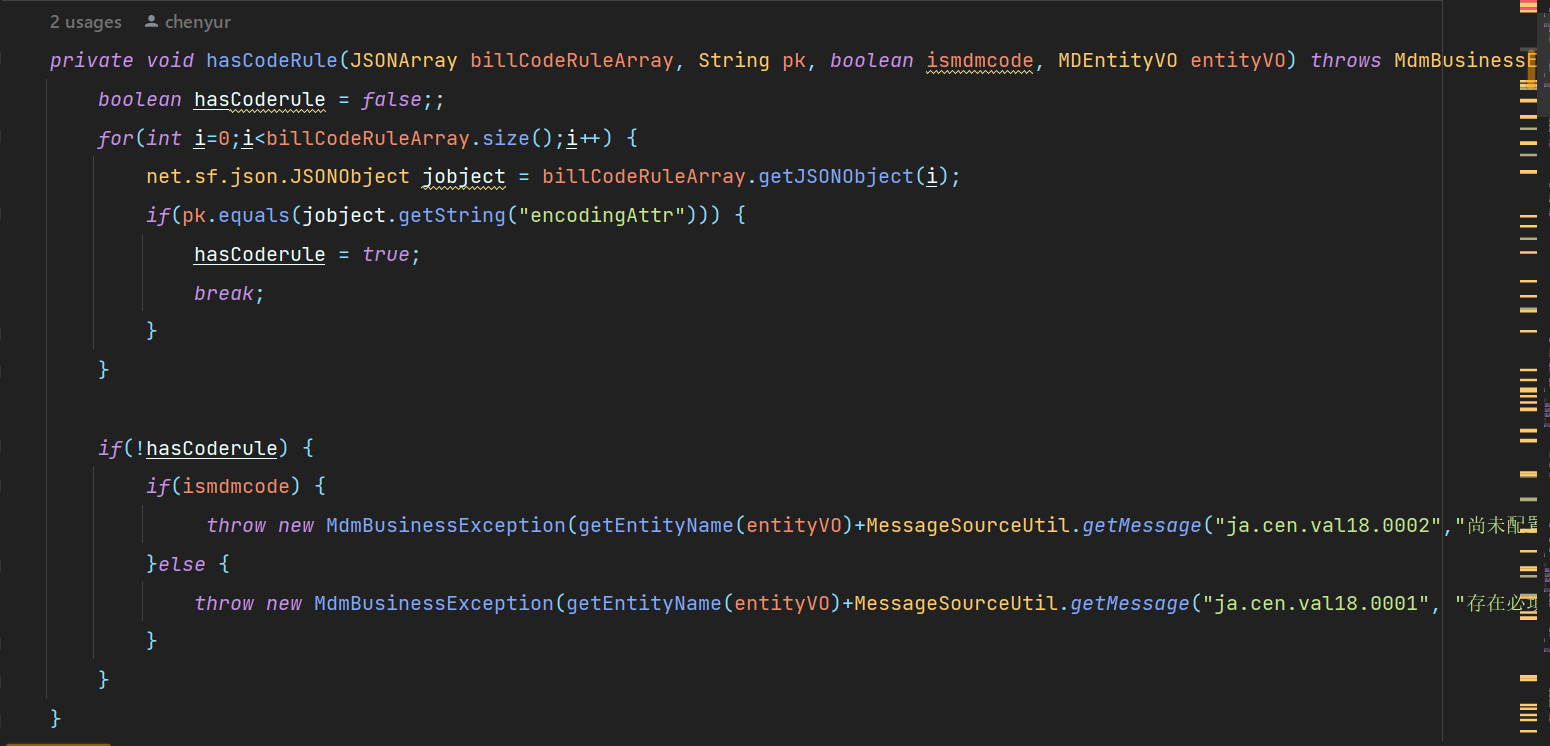 2 usages chenyur
private void hasCodeRule(JSONArray billCodeRuleArray, String pk, boolean ismdmcode, MDEntityVO entityVO) throws MdmBusinessE
boolean hasCoderule = false;;
for(int i=0;i<billCodeRuleArray.size();i++) {
net.sf.json.JSONObject jobject = billCodeRuleArray.getJSONObject(i);
if(pk.equals(jobject.getString("encodingAttr"))) {
hasCoderule = true;
break;
}
}
if(!hasCoderule) {
if(ismdmcode) {
throw new MdmBusinessException(getEntityName(entityVO)+MessageSourceUtil.getMessage("ja.cen.val18.0002","尚未配置
}else {
throw new MdmBusinessException(getEntityName(entityVO)+MessageSourceUtil.getMessage("ja.cen.val18.0001", "存在必
}
}
}